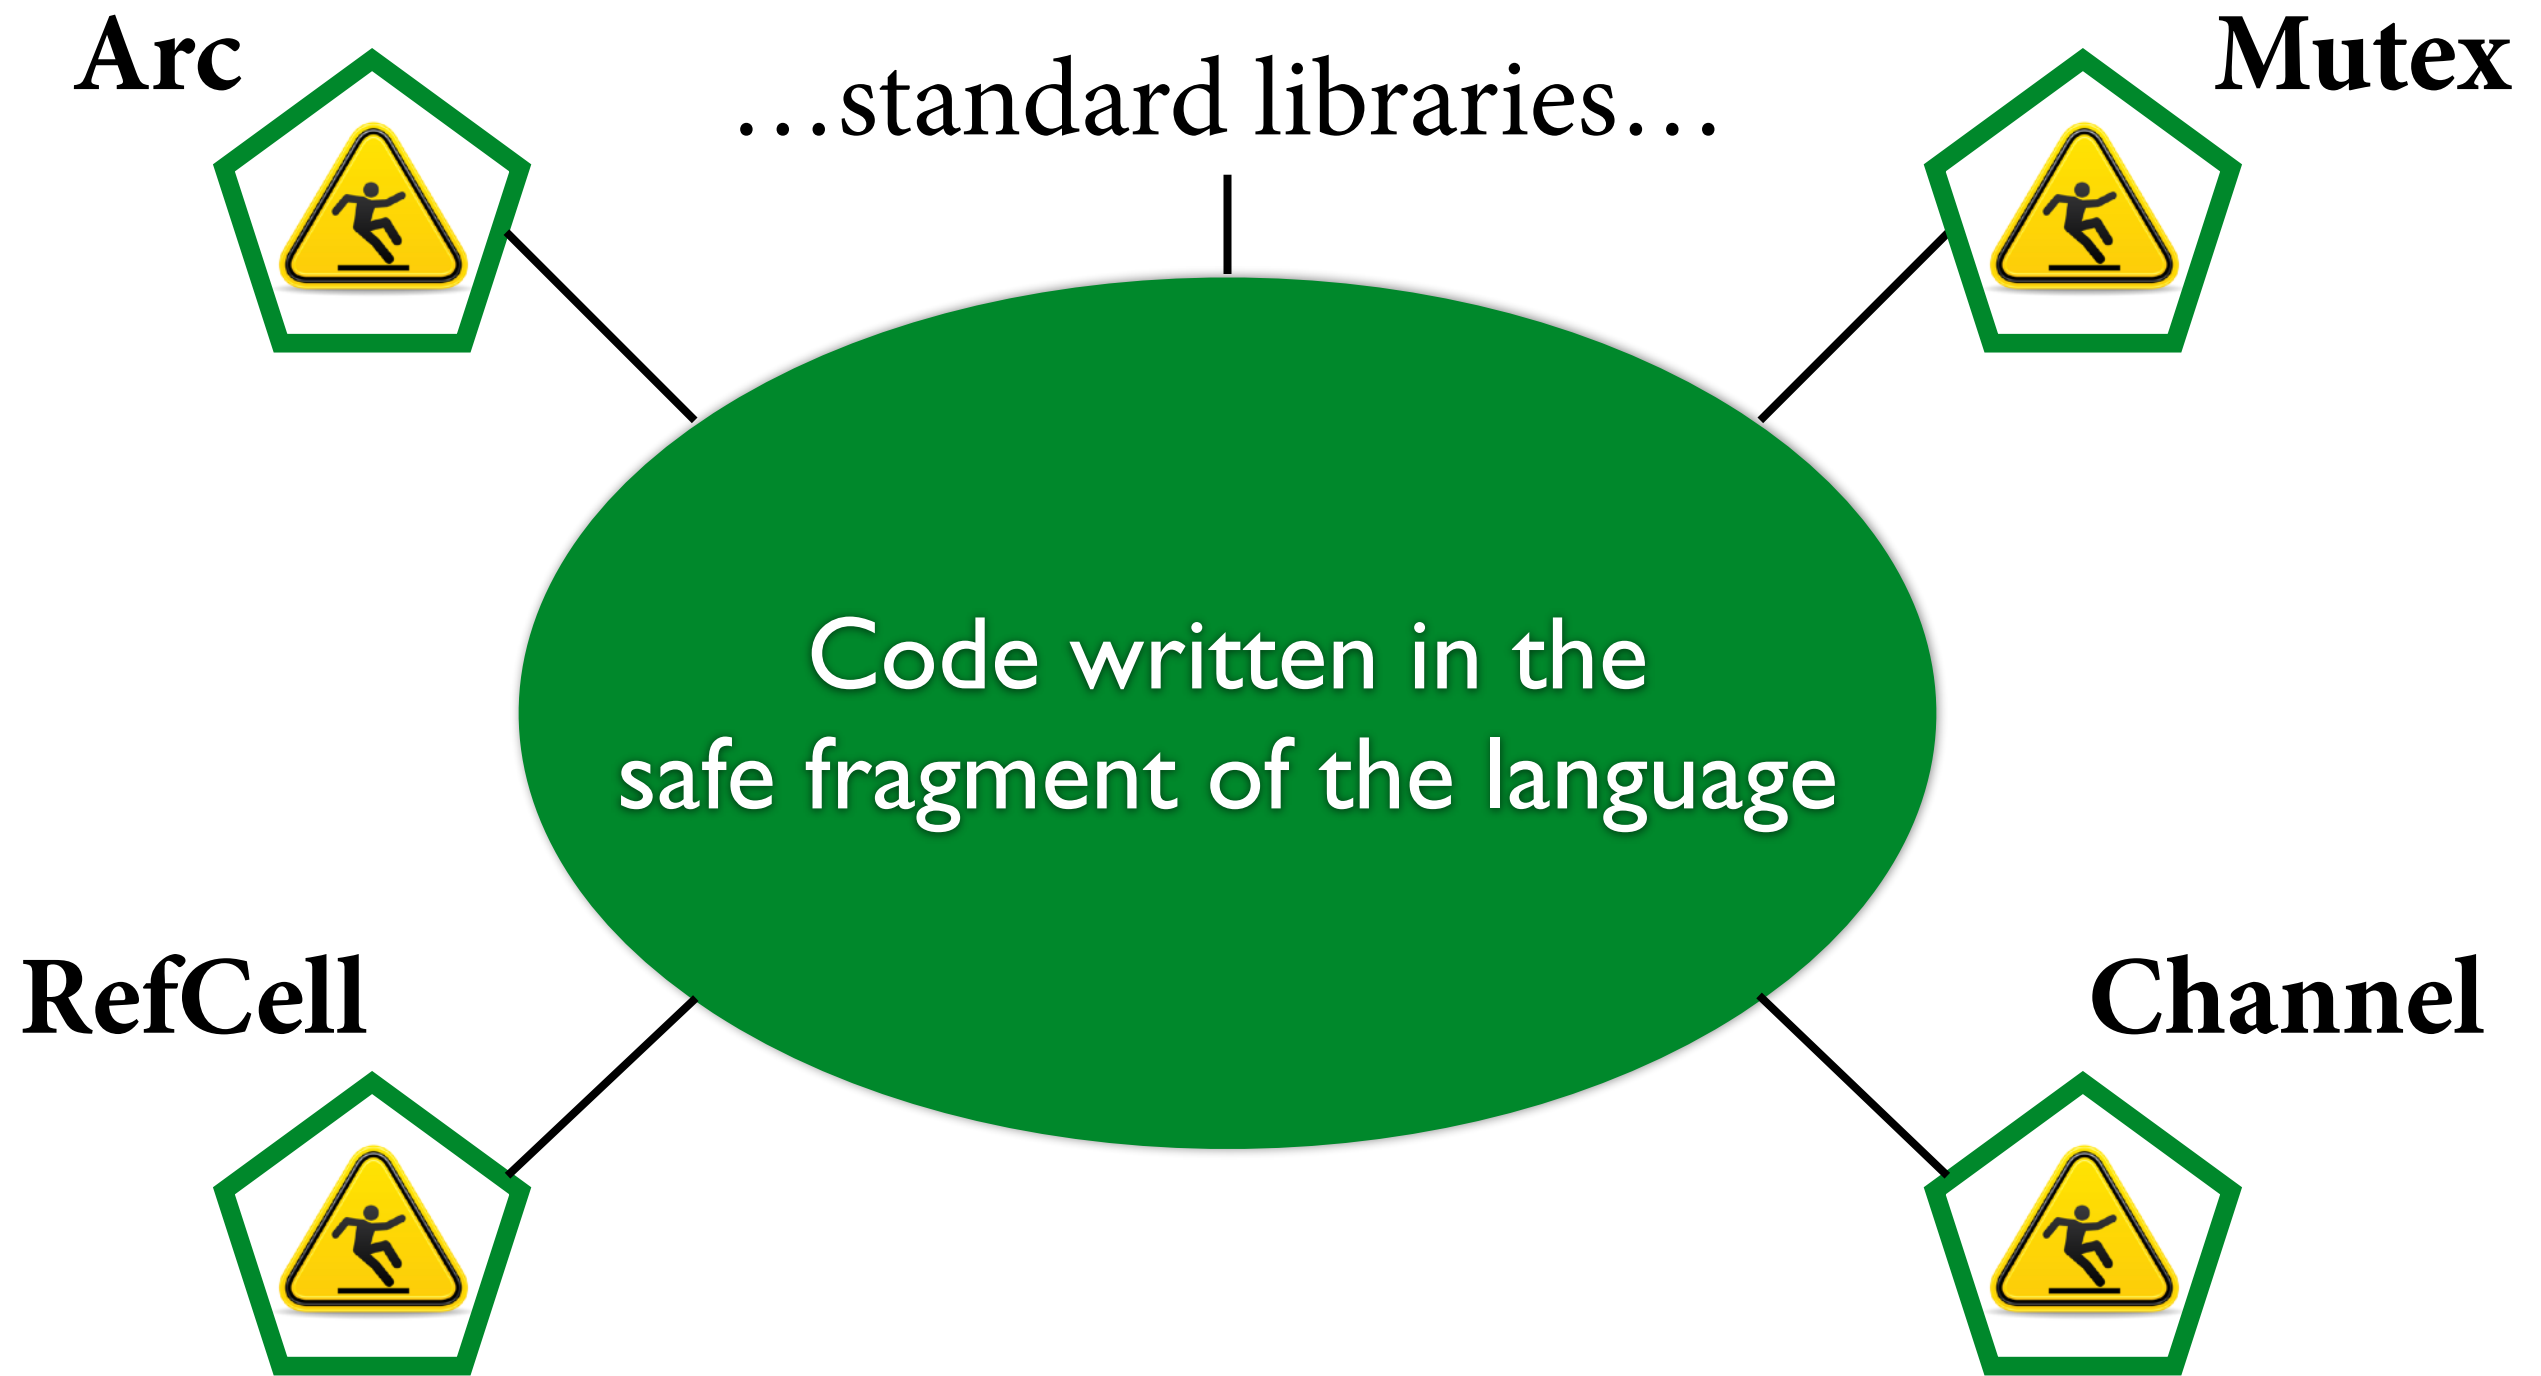 Arc
…standard libraries…
Mutex
Code written in the
safe fragment of the language
RefCell
Channel